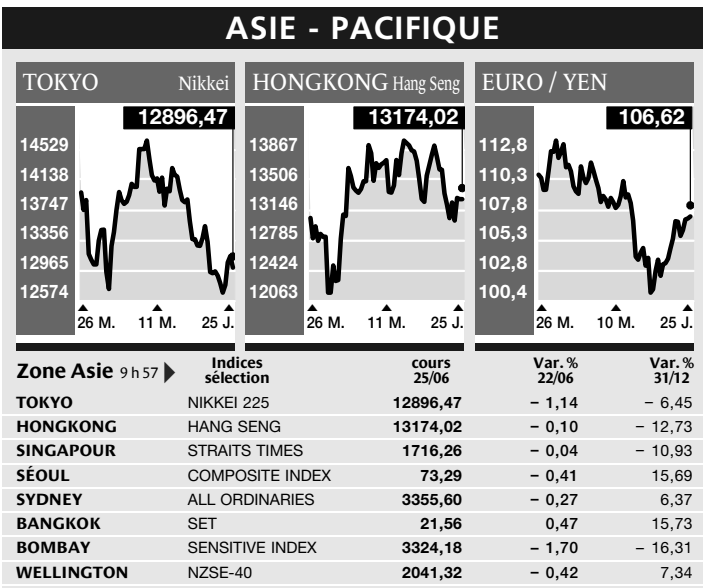 ASIE - PACIFIQUE
TOKYO Nikkei
12896,47
14529
14138
13747
13356
12965
12574
26 M. 11 M. 25 J.
HONGKONG Hang Seng
13174,02
13867
13506
13146
12785
12424
12063
26 M. 11 M. 25 J.
EURO / YEN
106,62
112,8
110,3
107,8
105,3
102,8
100,4
26 M. 10 M. 25 J.
Zone Asie 9 h 57 Indices sélection cours 25/06 Var. % 22/06 Var. % 31/12
TOKYO NIKKEI 225 12896,47 – 1,14 – 6,45
HONGKONG HANG SENG 13174,02 – 0,10 – 12,73
SINGAPOUR STRAITS TIMES 1716,26 – 0,04 – 10,93
SÉOUL COMPOSITE INDEX 73,29 – 0,41 15,69
SYDNEY ALL ORDINARIES 3355,60 – 0,27 6,37
BANGKOK SET 21,56 0,47 15,73
BOMBAY SENSITIVE INDEX 3324,18 – 1,70 – 16,31
WELLINGTON NZSE-40 2041,32 – 0,42 7,34